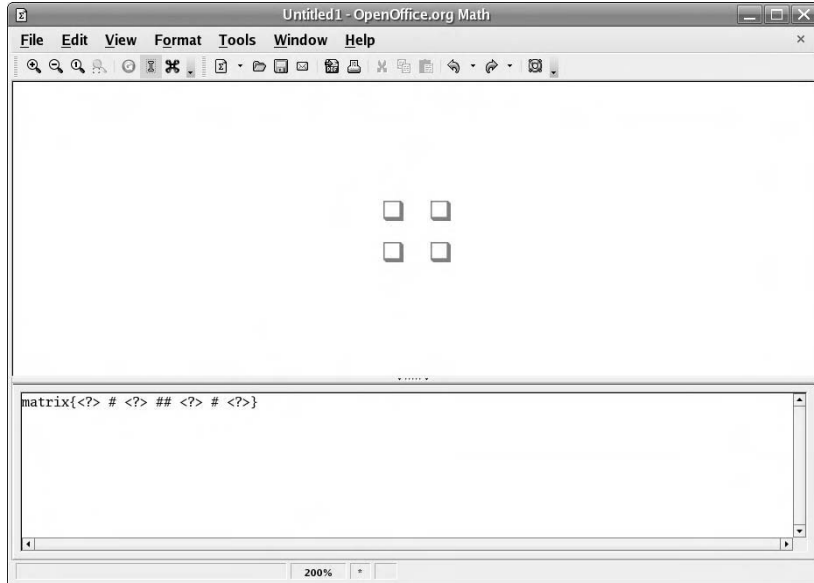 Untitled1 - OpenOffice.org Math
File Edit View Format Tools Window Help
matrix{<?> # <?> ## <?> # <?>}
200% *